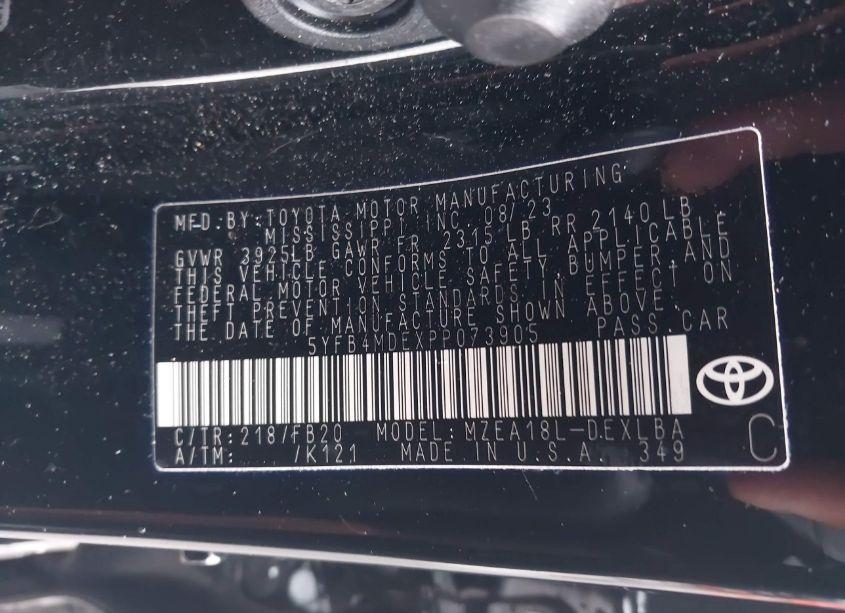 MFD.BY:TOYOTA MOTOR MANUFACTURING
MISSISSIPPI, INC. 08/23
GVWR 3925LB GAWR FR 2315 LB RR 2140 LB
THIS VEHICLE CONFORMS TO ALL APPLICABLE
FEDERAL MOTOR VEHICLE SAFETY, BUMPER, AND
THEFT PREVENTION STANDARDS IN EFFECT ON
THE DATE OF MANUFACTURE SHOWN ABOVE.
5YFB4MDEXPP073905 PASS.CAR
C/TR:218/FB20 MODEL:MZEA18L-DEXLBA
A/TM: /K121 MADE IN U.S.A. 349
C